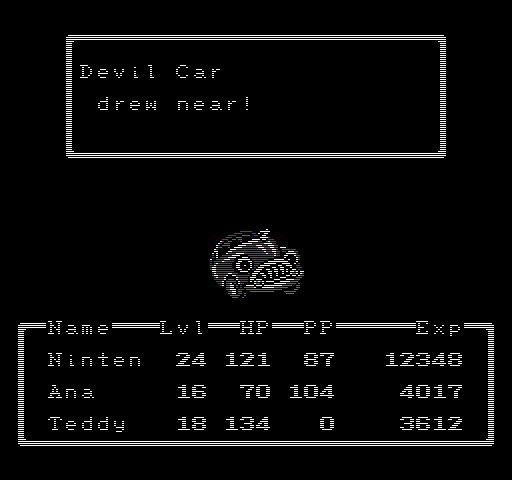 Devil Car
drew near!
Name Lvl HP PP Exp
Ninten 24 121 87 12348
Ana 16 70 104 4017
Teddy 18 134 0 3612